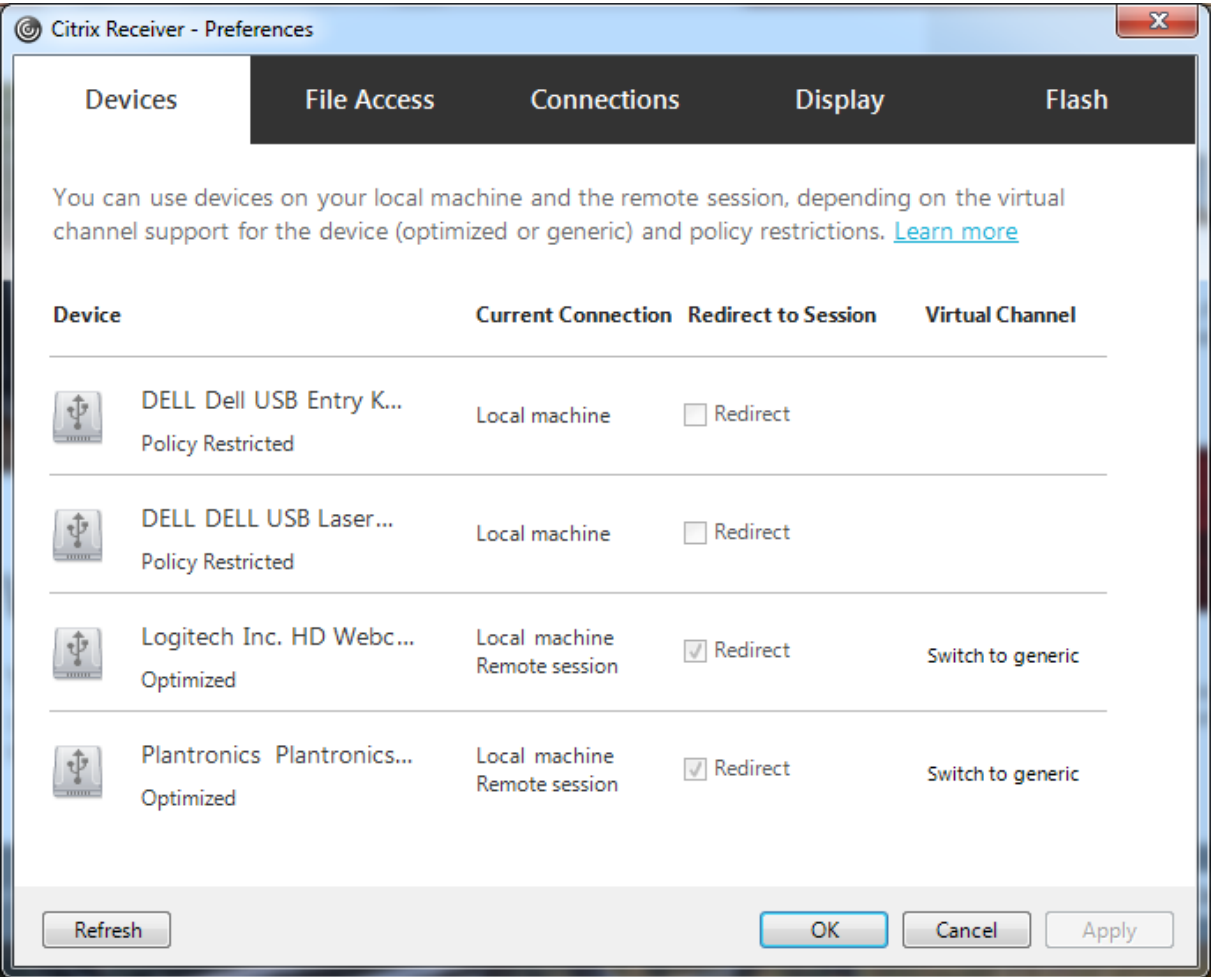 Citrix Receiver - Preferences
Devices File Access Connections Display Flash
You can use devices on your local machine and the remote session, depending on the virtual
channel support for the device (optimized or generic) and policy restrictions. Learn more
Device Current Connection Redirect to Session Virtual Channel
DELL Dell USB Entry K...
Policy Restricted
Local machine
Redirect
DELL DELL USB Laser...
Policy Restricted
Local machine
Redirect
Logitech Inc. HD Webc...
Optimized
Local machine
Remote session
Redirect
Switch to generic
Plantronics Plantronics...
Optimized
Local machine
Remote session
Redirect
Switch to generic
Refresh OK Cancel Apply